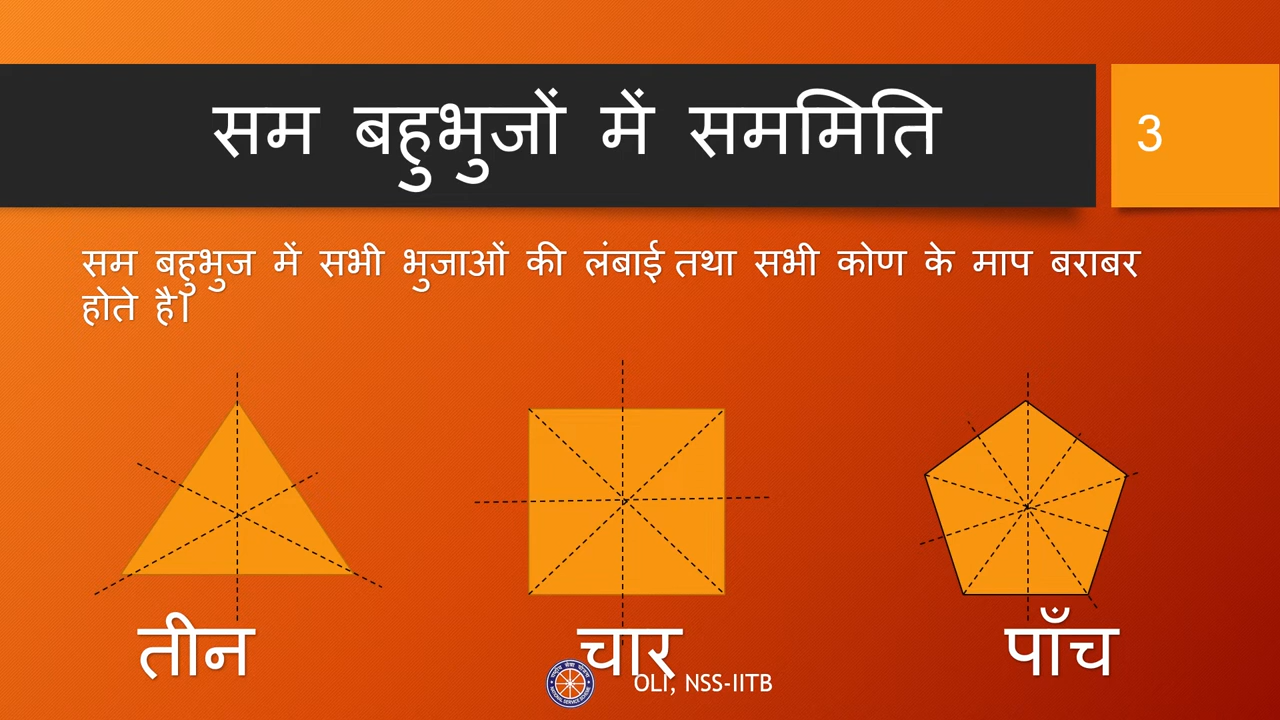 सम बहुभुजों में सममिति
3
सम बहुभुज में सभी भुजाओं की लंबाई तथा सभी कोण के माप बराबर
होते है।
तीन
चार
पाँच
OLI, NSS-IITB